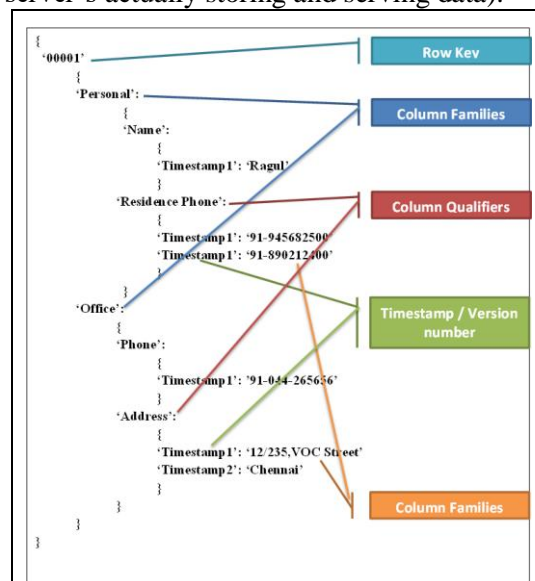 server's actually storing and serving data).
{
'00001'
Row Key
{
'Personal':
Column Families
{
'Name':
{
'Timestamp1': 'Ragul'
}
'Residence Phone':
Column Qualifiers
{
'Timestamp1': '91-945682500'
'Timestamp1': '91-890212400'
}
}
'Office':
Timestamp / Version
number
{
'Phone':
{
'Timestamp1': '91-044-265656'
}
'Address':
{
'Timestamp1': '12/235,VOC Street'
'Timestamp2': 'Chennai'
}
Column Families
}
}
}